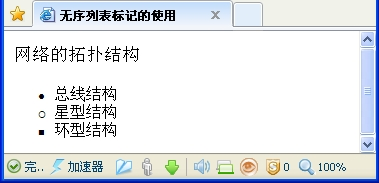 无序列表标记的使用
网络的拓扑结构
总线结构
星型结构
环型结构
完.. 加速器 0 100%